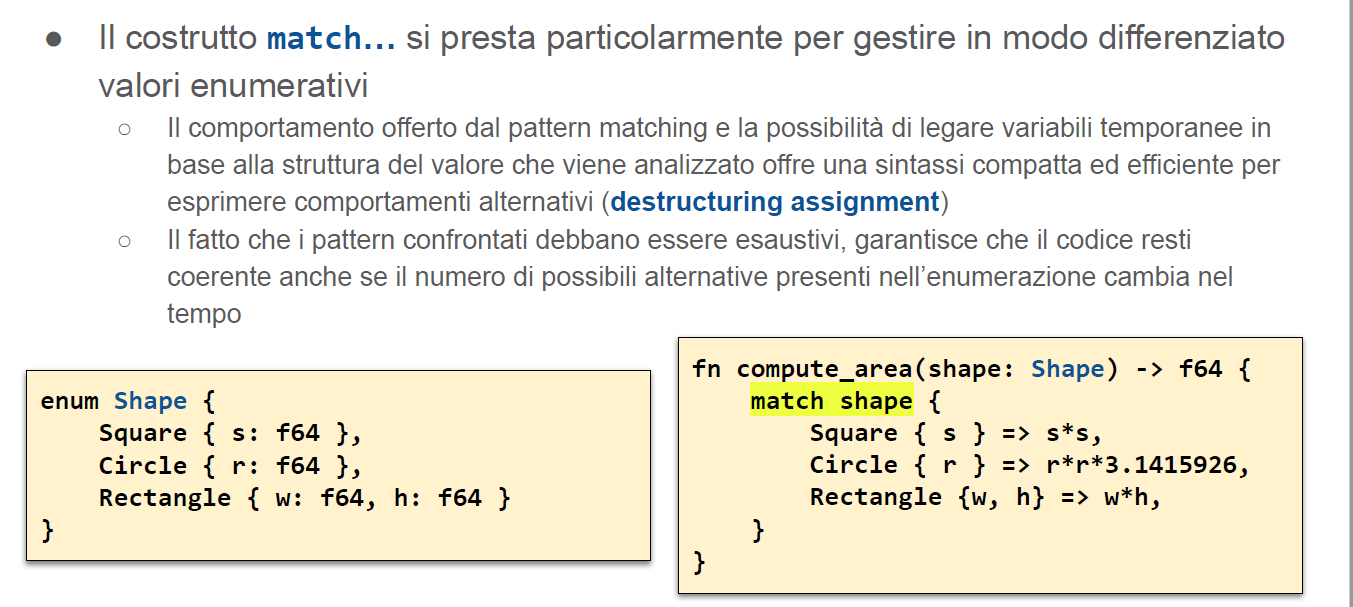 ● Il costrutto match... si presta particolarmente per gestire in modo differenziato
valori enumerativi
○ Il comportamento offerto dal pattern matching e la possibilità di legare variabili temporanee in
base alla struttura del valore che viene analizzato offre una sintassi compatta ed efficiente per
esprimere comportamenti alternativi (destructuring assignment)
○ Il fatto che i pattern confrontati debbano essere esaustivi, garantisce che il codice resti
coerente anche se il numero di possibili alternative presenti nell’enumerazione cambia nel
tempo
enum Shape {
    Square { s: f64 },
    Circle { r: f64 },
    Rectangle { w: f64, h: f64 }
}
fn compute_area(shape: Shape) -> f64 {
    match shape {
        Square { s } => s*s,
        Circle { r } => r*r*3.1415926,
        Rectangle {w, h} => w*h,
    }
}